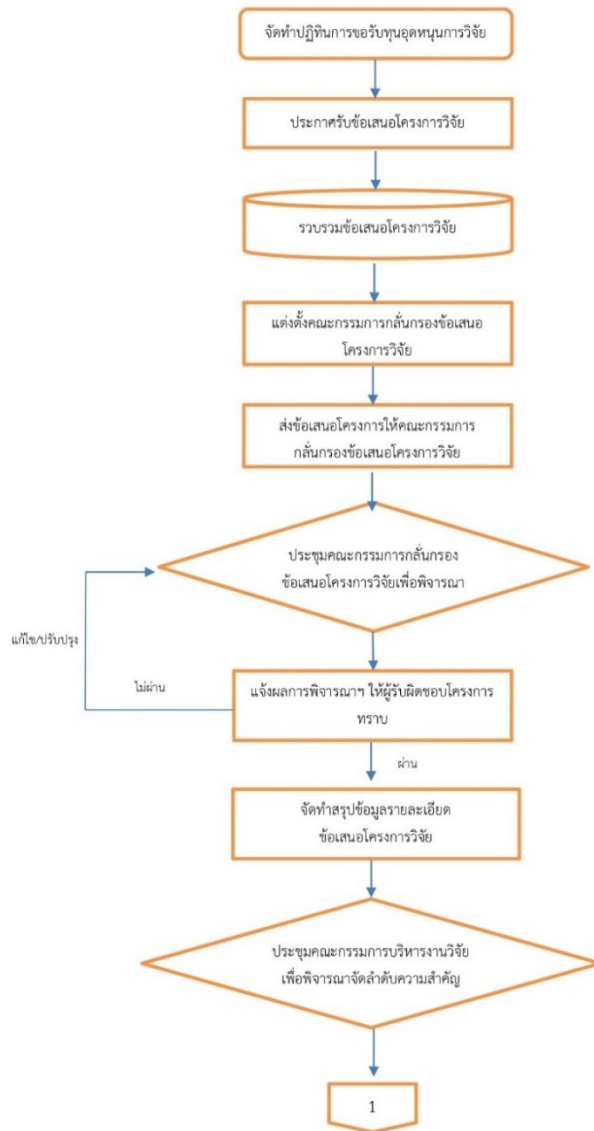 จัดทำปฏิทินการขอรับทุนอุดหนุนการวิจัย
ประกาศรับข้อเสนอโครงการวิจัย
รวบรวมข้อเสนอโครงการวิจัย
แต่งตั้งคณะกรรมการกลั่นกรองข้อเสนอ
โครงการวิจัย
ส่งข้อเสนอโครงการให้คณะกรรมการ
กลั่นกรองข้อเสนอโครงการวิจัย
ประชุมคณะกรรมการกลั่นกรอง
ข้อเสนอโครงการวิจัยเพื่อพิจารณา
แก้ไข/ปรับปรุง
ไม่ผ่าน
แจ้งผลการพิจารณาฯ ให้ผู้รับผิดชอบโครงการ
ทราบ
ผ่าน
จัดทำสรุปข้อมูลรายละเอียด
ข้อเสนอโครงการวิจัย
ประชุมคณะกรรมการบริหารงานวิจัย
เพื่อพิจารณาจัดลำดับความสำคัญ
1